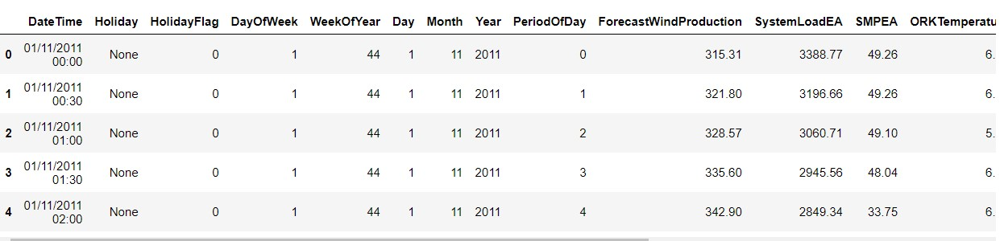 DateTime Holiday HolidayFlag DayOfWeek WeekOfYear Day Month Year PeriodOfDay ForecastWindProduction SystemLoadEA SMPEA ORKTemperatu
0 01/11/2011 00:00 None 0 1 44 1 11 2011 0 315.31 3388.77 49.26 6.
1 01/11/2011 00:30 None 0 1 44 1 11 2011 1 321.80 3196.66 49.26 6.
2 01/11/2011 01:00 None 0 1 44 1 11 2011 2 328.57 3060.71 49.10 5.
3 01/11/2011 01:30 None 0 1 44 1 11 2011 3 335.60 2945.56 48.04 6.
4 01/11/2011 02:00 None 0 1 44 1 11 2011 4 342.90 2849.34 33.75 6.